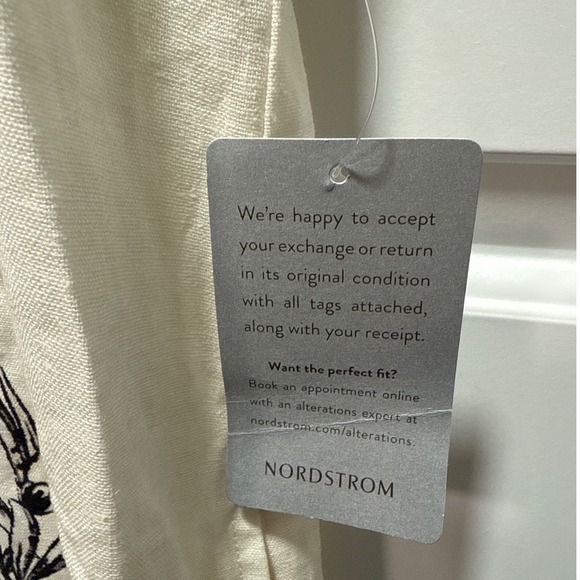 We're happy to accept
your exchange or return
in its original condition
with all tags attached,
along with your receipt.
Want the perfect fit?
Book an appointment online
with an alterations expert at
nordstrom.com/alterations.
NORDSTROM